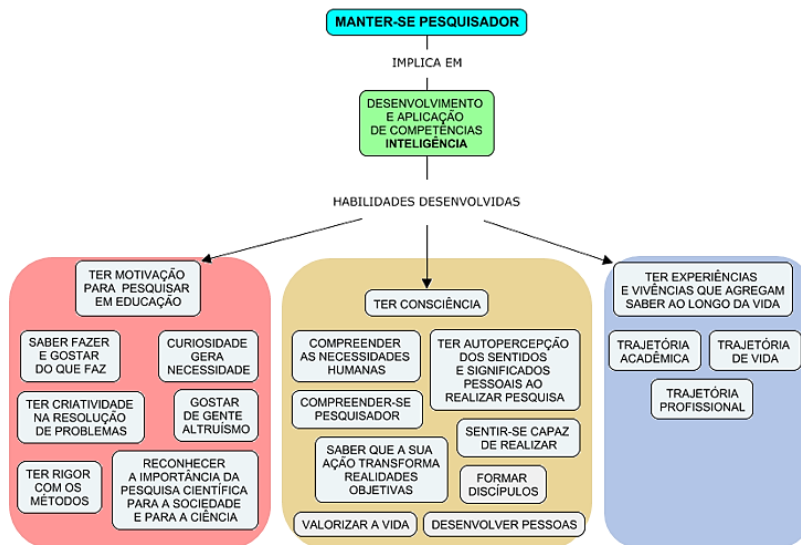 MANTER-SE PESQUISADOR
IMPLICA EM
DESENVOLVIMENTO
E APLICAÇÃO
DE COMPETÊNCIAS
INTELIGÊNCIA
HABILIDADES DESENVOLVIDAS
TER MOTIVAÇÃO
PARA PESQUISAR
EM EDUCAÇÃO
SABER FAZER
E GOSTAR
DO QUE FAZ
CURIOSIDADE
GERA
NECESSIDADE
TER CRIATIVIDADE
NA RESOLUÇÃO
DE PROBLEMAS
GOSTAR
DE GENTE
ALTRUÍSMO
TER RIGOR
COM OS
MÉTODOS
RECONHECER
A IMPORTÂNCIA DA
PESQUISA CIENTÍFICA
PARA A SOCIEDADE
E PARA A CIÊNCIA
TER CONSCIÊNCIA
COMPREENDER
AS NECESSIDADES
HUMANAS
TER AUTOPERCEPÇÃO
DOS SENTIDOS
E SIGNIFICADOS
PESSOAIS AO
REALIZAR PESQUISA
COMPREENDER-SE
PESQUISADOR
SENTIR-SE CAPAZ
DE REALIZAR
SABER QUE A SUA
AÇÃO TRANSFORMA
REALIDADES
OBJETIVAS
FORMAR
DISCÍPULOS
VALORIZAR A VIDA
DESENVOLVER PESSOAS
TER EXPERIÊNCIAS
E VIVÊNCIAS QUE AGREGAM
SABER AO LONGO DA VIDA
TRAJETÓRIA
ACADÊMICA
TRAJETÓRIA
DE VIDA
TRAJETÓRIA
PROFISSIONAL